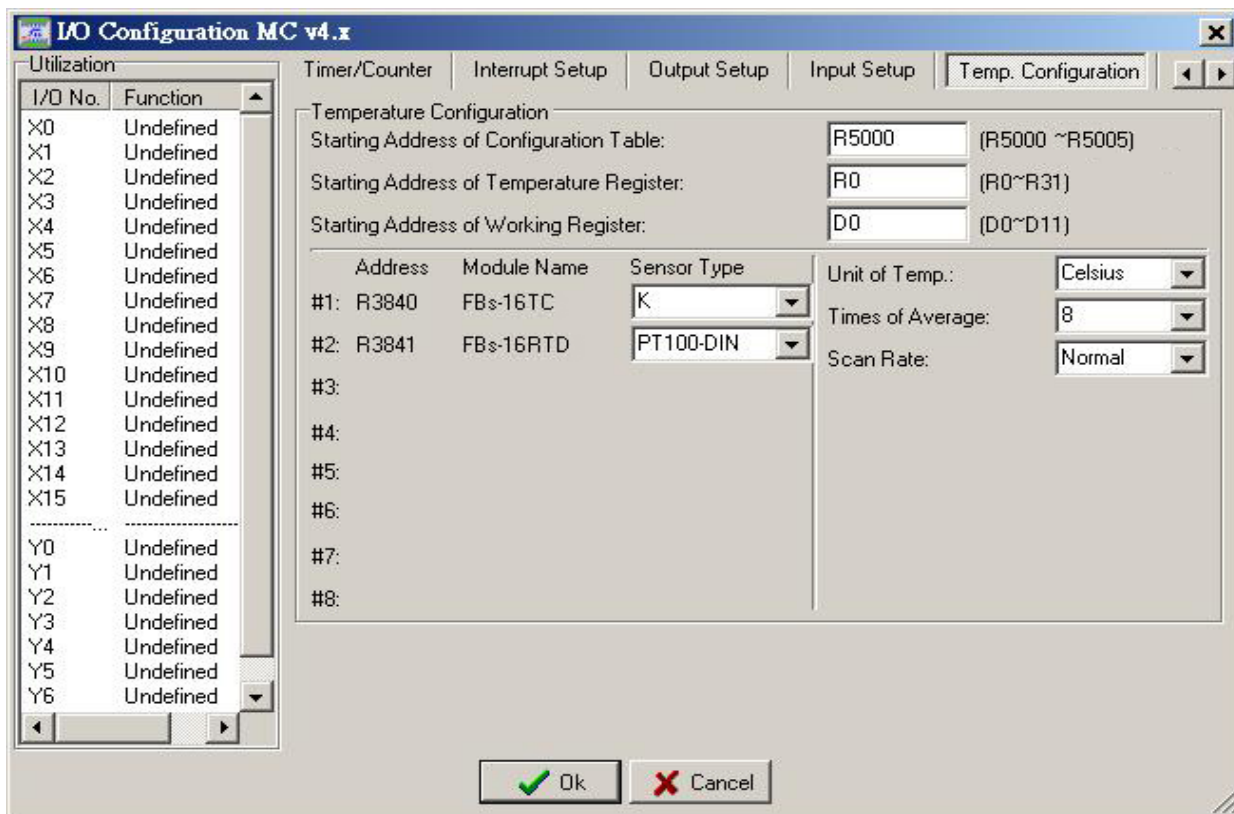 I/O Configuration MC v4.x
Utilization
I/O No. Function
X0 Undefined
X1 Undefined
X2 Undefined
X3 Undefined
X4 Undefined
X5 Undefined
X6 Undefined
X7 Undefined
X8 Undefined
X9 Undefined
X10 Undefined
X11 Undefined
X12 Undefined
X13 Undefined
X14 Undefined
X15 Undefined
Y0 Undefined
Y1 Undefined
Y2 Undefined
Y3 Undefined
Y4 Undefined
Y5 Undefined
Y6 Undefined
Timer/Counter Interrupt Setup Output Setup Input Setup Temp. Configuration
Temperature Configuration
Starting Address of Configuration Table: R5000 (R5000 ~R5005)
Starting Address of Temperature Register: R0 (R0~R31)
Starting Address of Working Register: D0 (D0~D11)
Address Module Name Sensor Type
#1: R3840 FBs-16TC K
#2: R3841 FBs-16RTD PT100-DIN
#3:
#4:
#5:
#6:
#7:
#8:
Unit of Temp.: Celsius
Times of Average: 8
Scan Rate: Normal
Ok Cancel